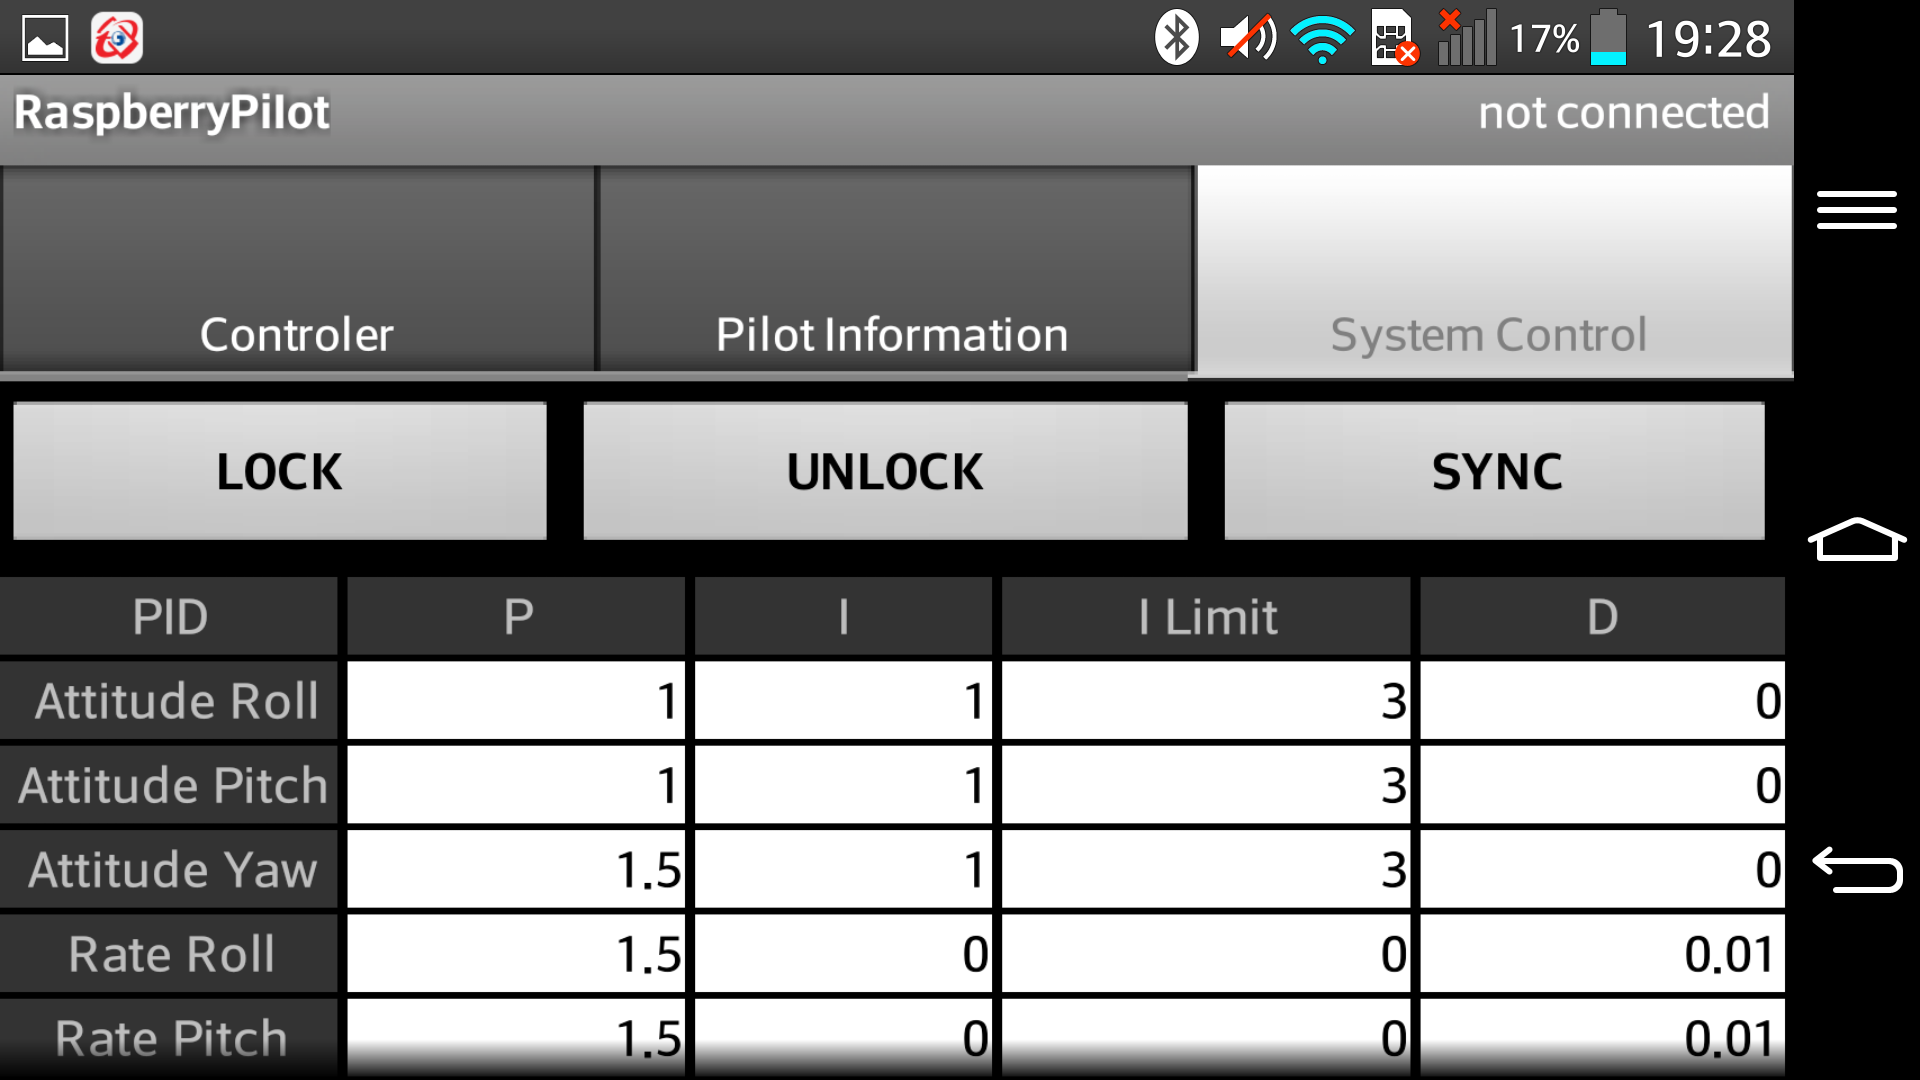 17% 19:28
RaspberryPilot not connected
Controler Pilot Information System Control
LOCK UNLOCK SYNC
PID P I I Limit D
Attitude Roll 1 1 3 0
Attitude Pitch 1 1 3 0
Attitude Yaw 1.5 1 3 0
Rate Roll 1.5 0 0 0.01
Rate Pitch 1.5 0 0 0.01